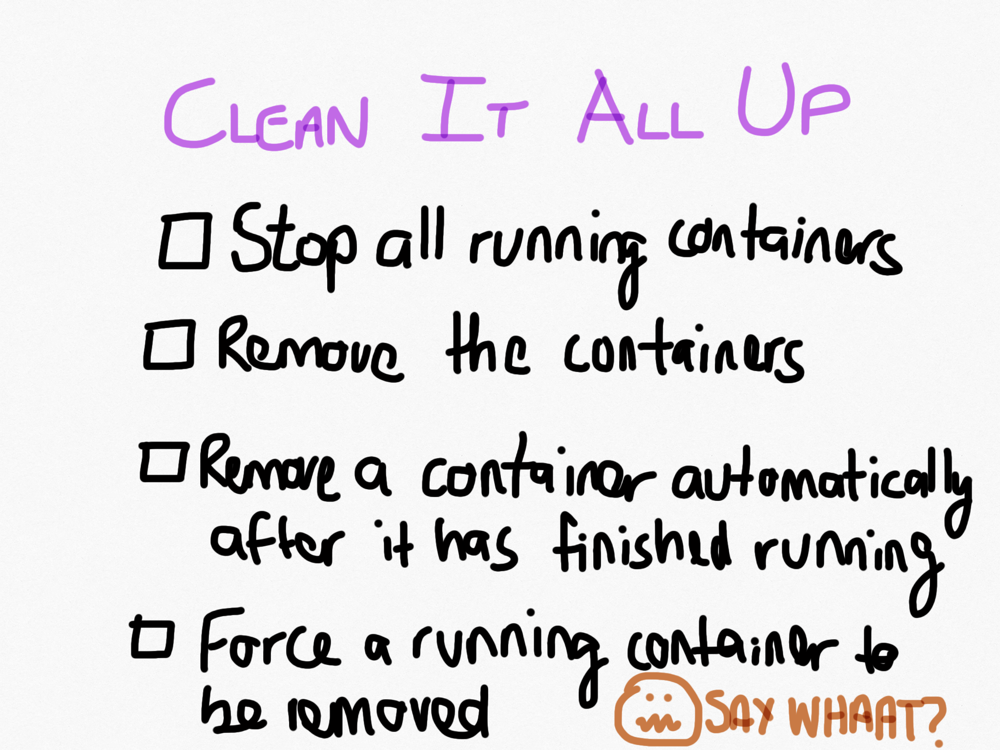 CLEAN IT ALL UP
Stop all running containers
Remove the containers
Remove a container automatically
after it has finished running
Force a running container to
be removed
SAY WHAAT?